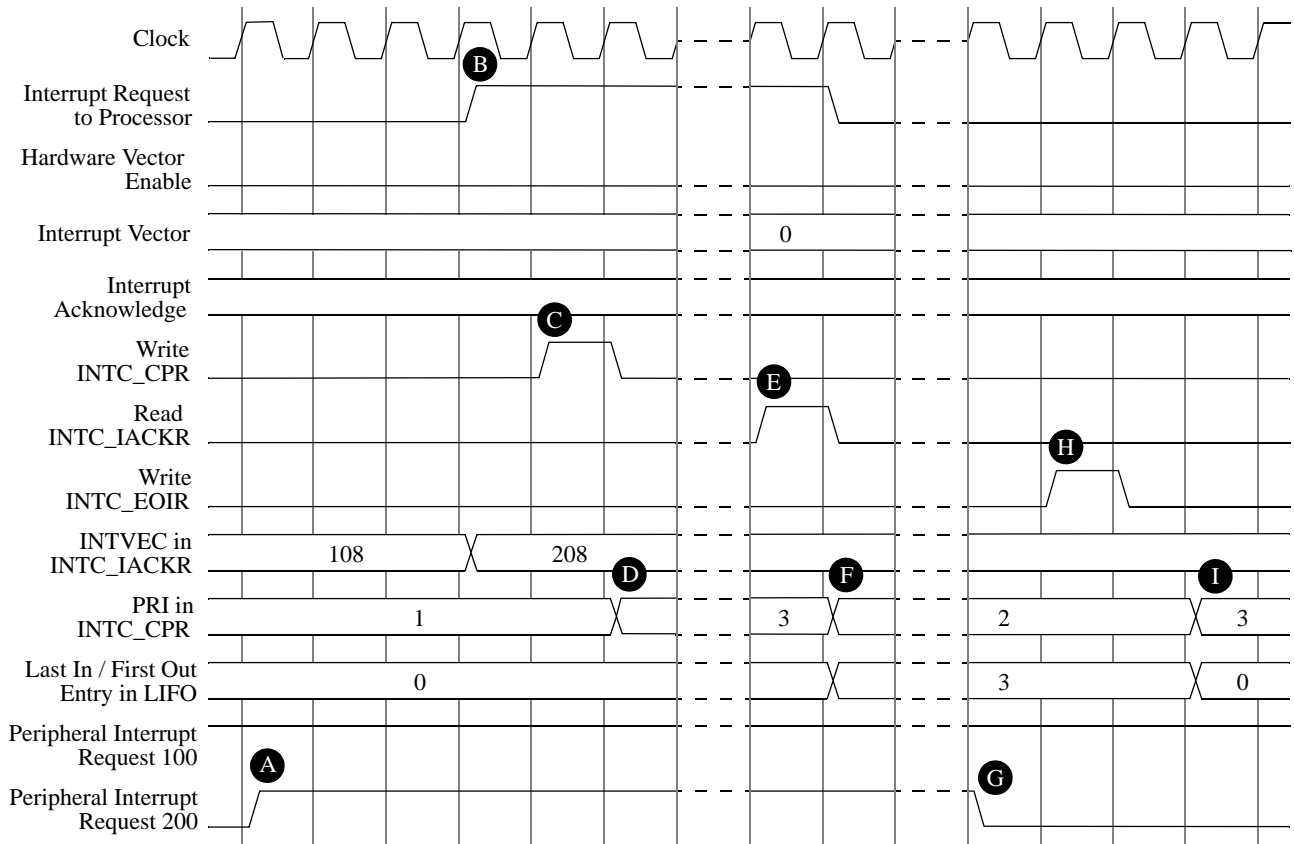 Clock
B
Interrupt Request
to Processor
Hardware Vector
Enable
Interrupt Vector
0
Interrupt
Acknowledge
C
Write
INTC_CPR
E
Read
INTC_IACKR
H
Write
INTC_EOIR
INTVEC in
INTC_IACKR
108
208
D
F
I
PRI in
INTC_CPR
1
3
2
3
Last In / First Out
Entry in LIFO
0
3
0
Peripheral Interrupt
Request 100
A
G
Peripheral Interrupt
Request 200